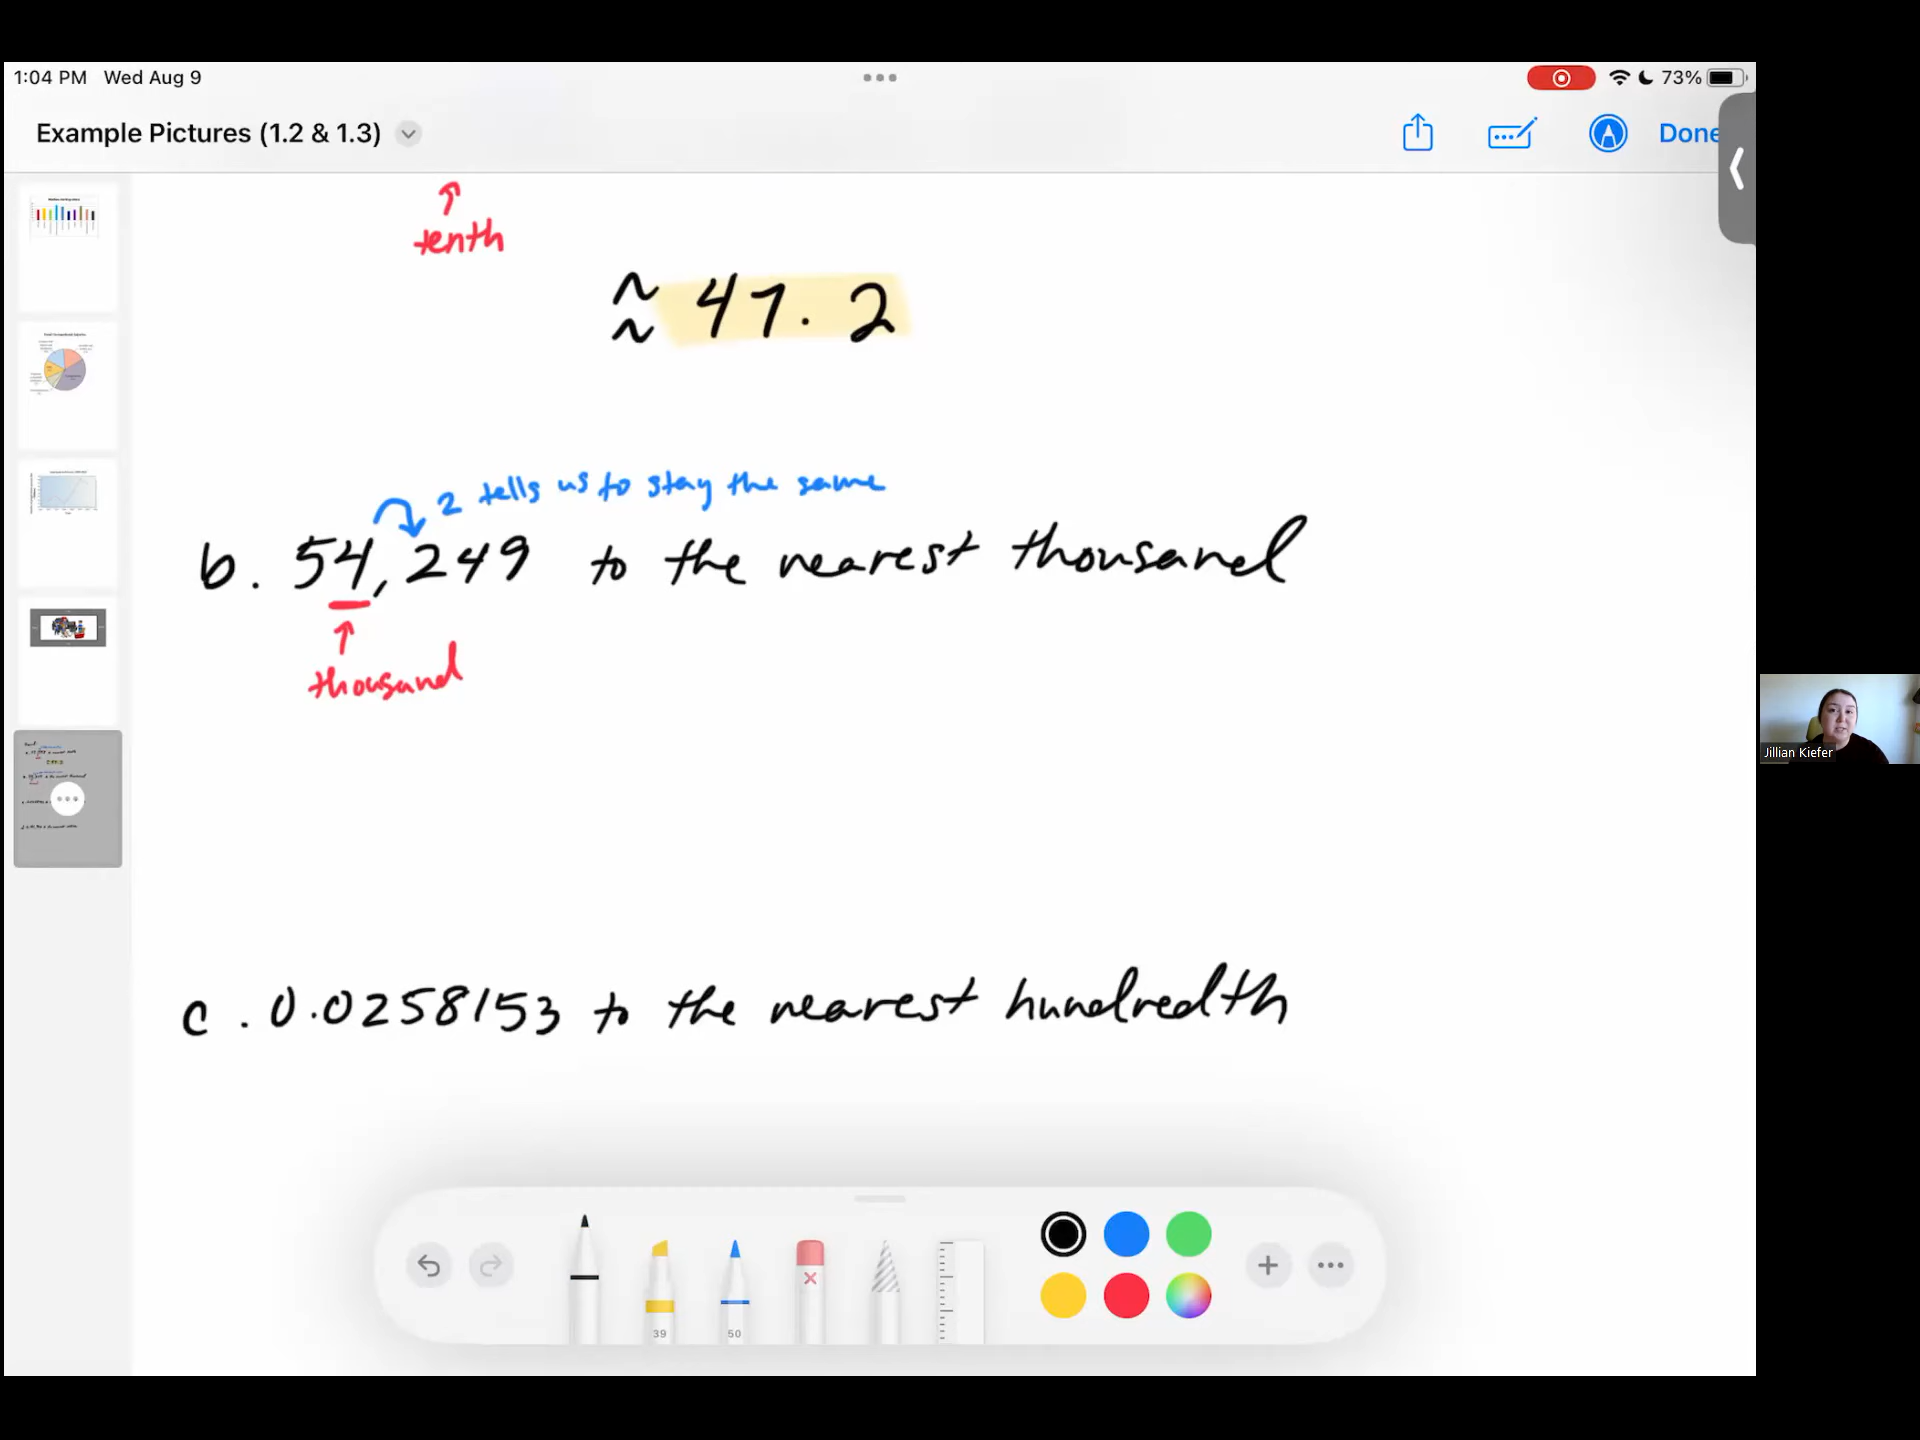 1:04 PM Wed Aug 9
73%
Example Pictures (1.2 & 1.3)
Done
tenth
≈ 47.2
2 tells us to stay the same
b. 54,249 to the nearest thousand
thousand
Jillian Kiefer
c. 0.0258153 to the nearest hundredth
39
50